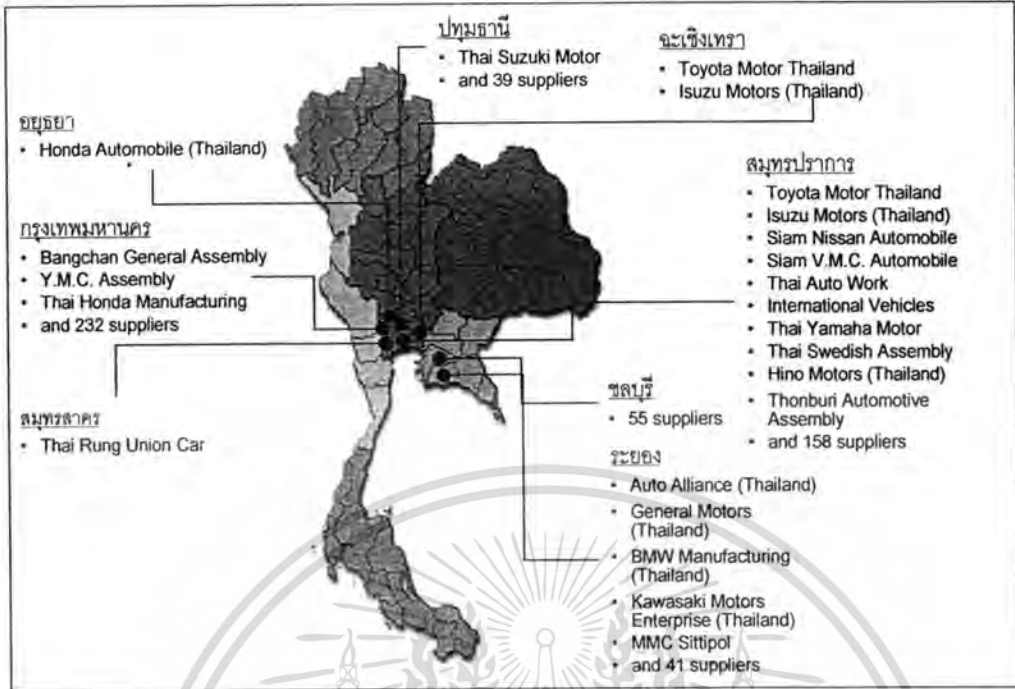 ปทุมธานี
• Thai Suzuki Motor
• and 39 suppliers
ฉะเชิงเทรา
• Toyota Motor Thailand
• Isuzu Motors (Thailand)
อยุธยา
• Honda Automobile (Thailand)
กรุงเทพมหานคร
• Bangchan General Assembly
• Y.M.C. Assembly
• Thai Honda Manufacturing
• and 232 suppliers
สมุทรสาคร
• Thai Rung Union Car
สมุทรปราการ
• Toyota Motor Thailand
• Isuzu Motors (Thailand)
• Siam Nissan Automobile
• Siam V.M.C. Automobile
• Thai Auto Work
• International Vehicles
• Thai Yamaha Motor
• Thai Swedish Assembly
• Hino Motors (Thailand)
• Thonburi Automotive
Assembly
• and 158 suppliers
ชลบุรี
• 55 suppliers
ระยอง
• Auto Alliance (Thailand)
• General Motors
(Thailand)
• BMW Manufacturing
(Thailand)
• Kawasaki Motors
Enterprise (Thailand)
• MMC Sittipol
• and 41 suppliers